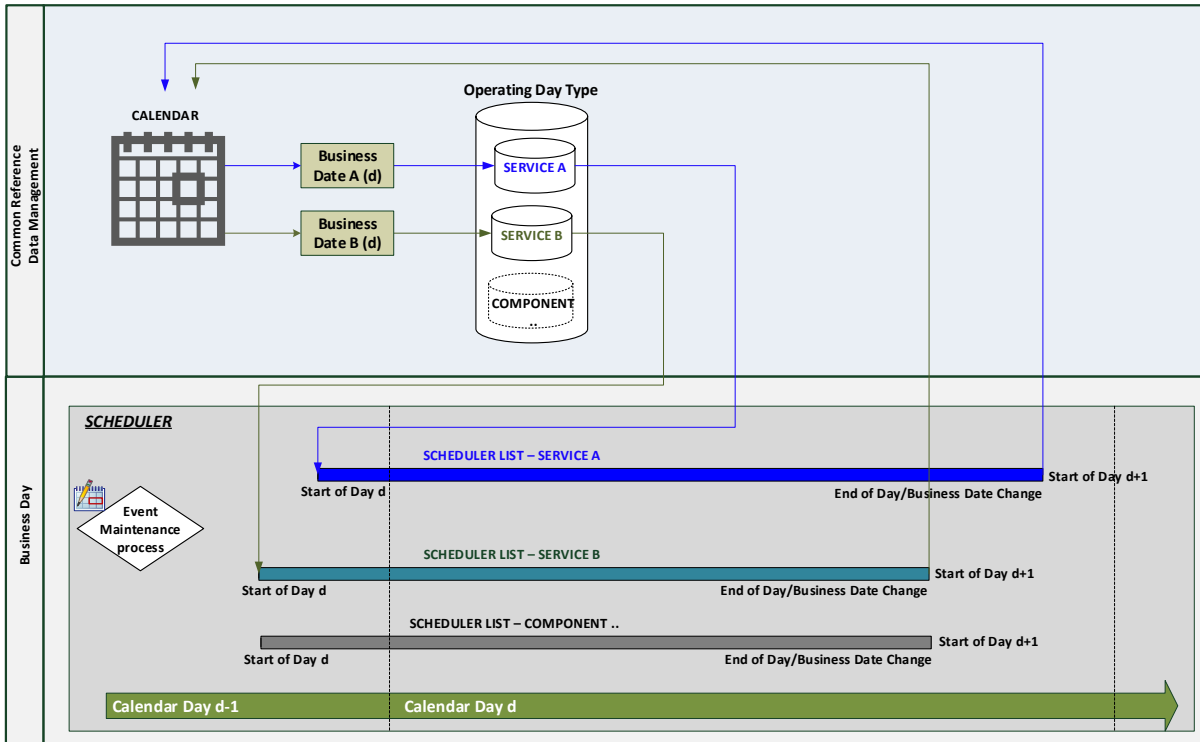 Common Reference
Data Management
CALENDAR
Operating Day Type
Business
Date A (d)
SERVICE A
Business
Date B (d)
SERVICE B
COMPONENT
..
Business Day
SCHEDULER
SCHEDULER LIST – SERVICE A
Start of Day d
End of Day/Business Date Change
Start of Day d+1
Event
Maintenance
process
SCHEDULER LIST – SERVICE B
Start of Day d
End of Day/Business Date Change
Start of Day d+1
SCHEDULER LIST – COMPONENT ..
Start of Day d
End of Day/Business Date Change
Start of Day d+1
Calendar Day d-1
Calendar Day d